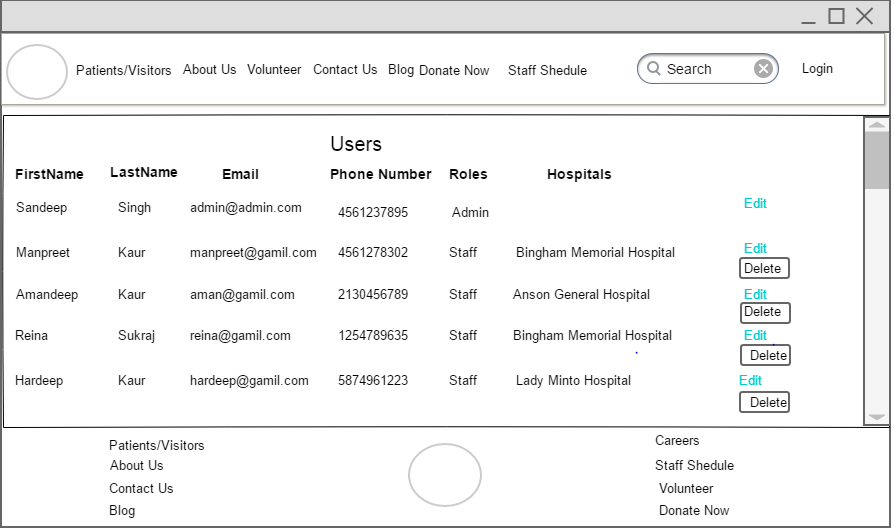 Patients/Visitors About Us Volunteer Contact Us Blog Donate Now Staff Shedule Search Login
Users
FirstName LastName Email Phone Number Roles Hospitals
Sandeep Singh admin@admin.com 4561237895 Admin Edit
Manpreet Kaur manpreet@gamil.com 4561278302 Staff Bingham Memorial Hospital Edit
Delete
Amandeep Kaur aman@gamil.com 2130456789 Staff Anson General Hospital Edit
Delete
Reina Sukraj reina@gamil.com 1254789635 Staff Bingham Memorial Hospital Edit
Delete
Hardeep Kaur hardeep@gamil.com 5874961223 Staff Lady Minto Hospital Edit
Delete
Patients/Visitors
About Us
Contact Us
Blog
Careers
Staff Shedule
Volunteer
Donate Now